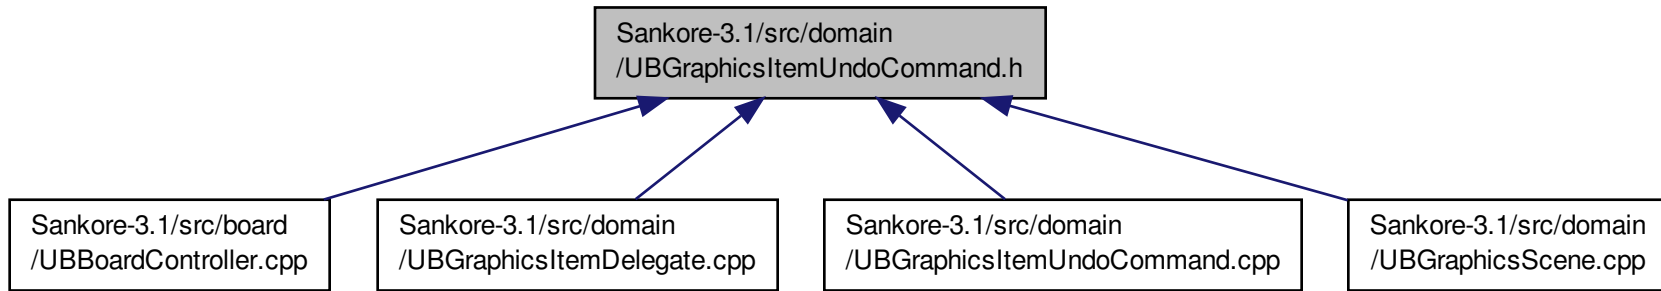 Sankore-3.1/src/domain
/UBGraphicsItemUndoCommand.h
Sankore-3.1/src/board
/UBBoardController.cpp
Sankore-3.1/src/domain
/UBGraphicsItemDelegate.cpp
Sankore-3.1/src/domain
/UBGraphicsItemUndoCommand.cpp
Sankore-3.1/src/domain
/UBGraphicsScene.cpp